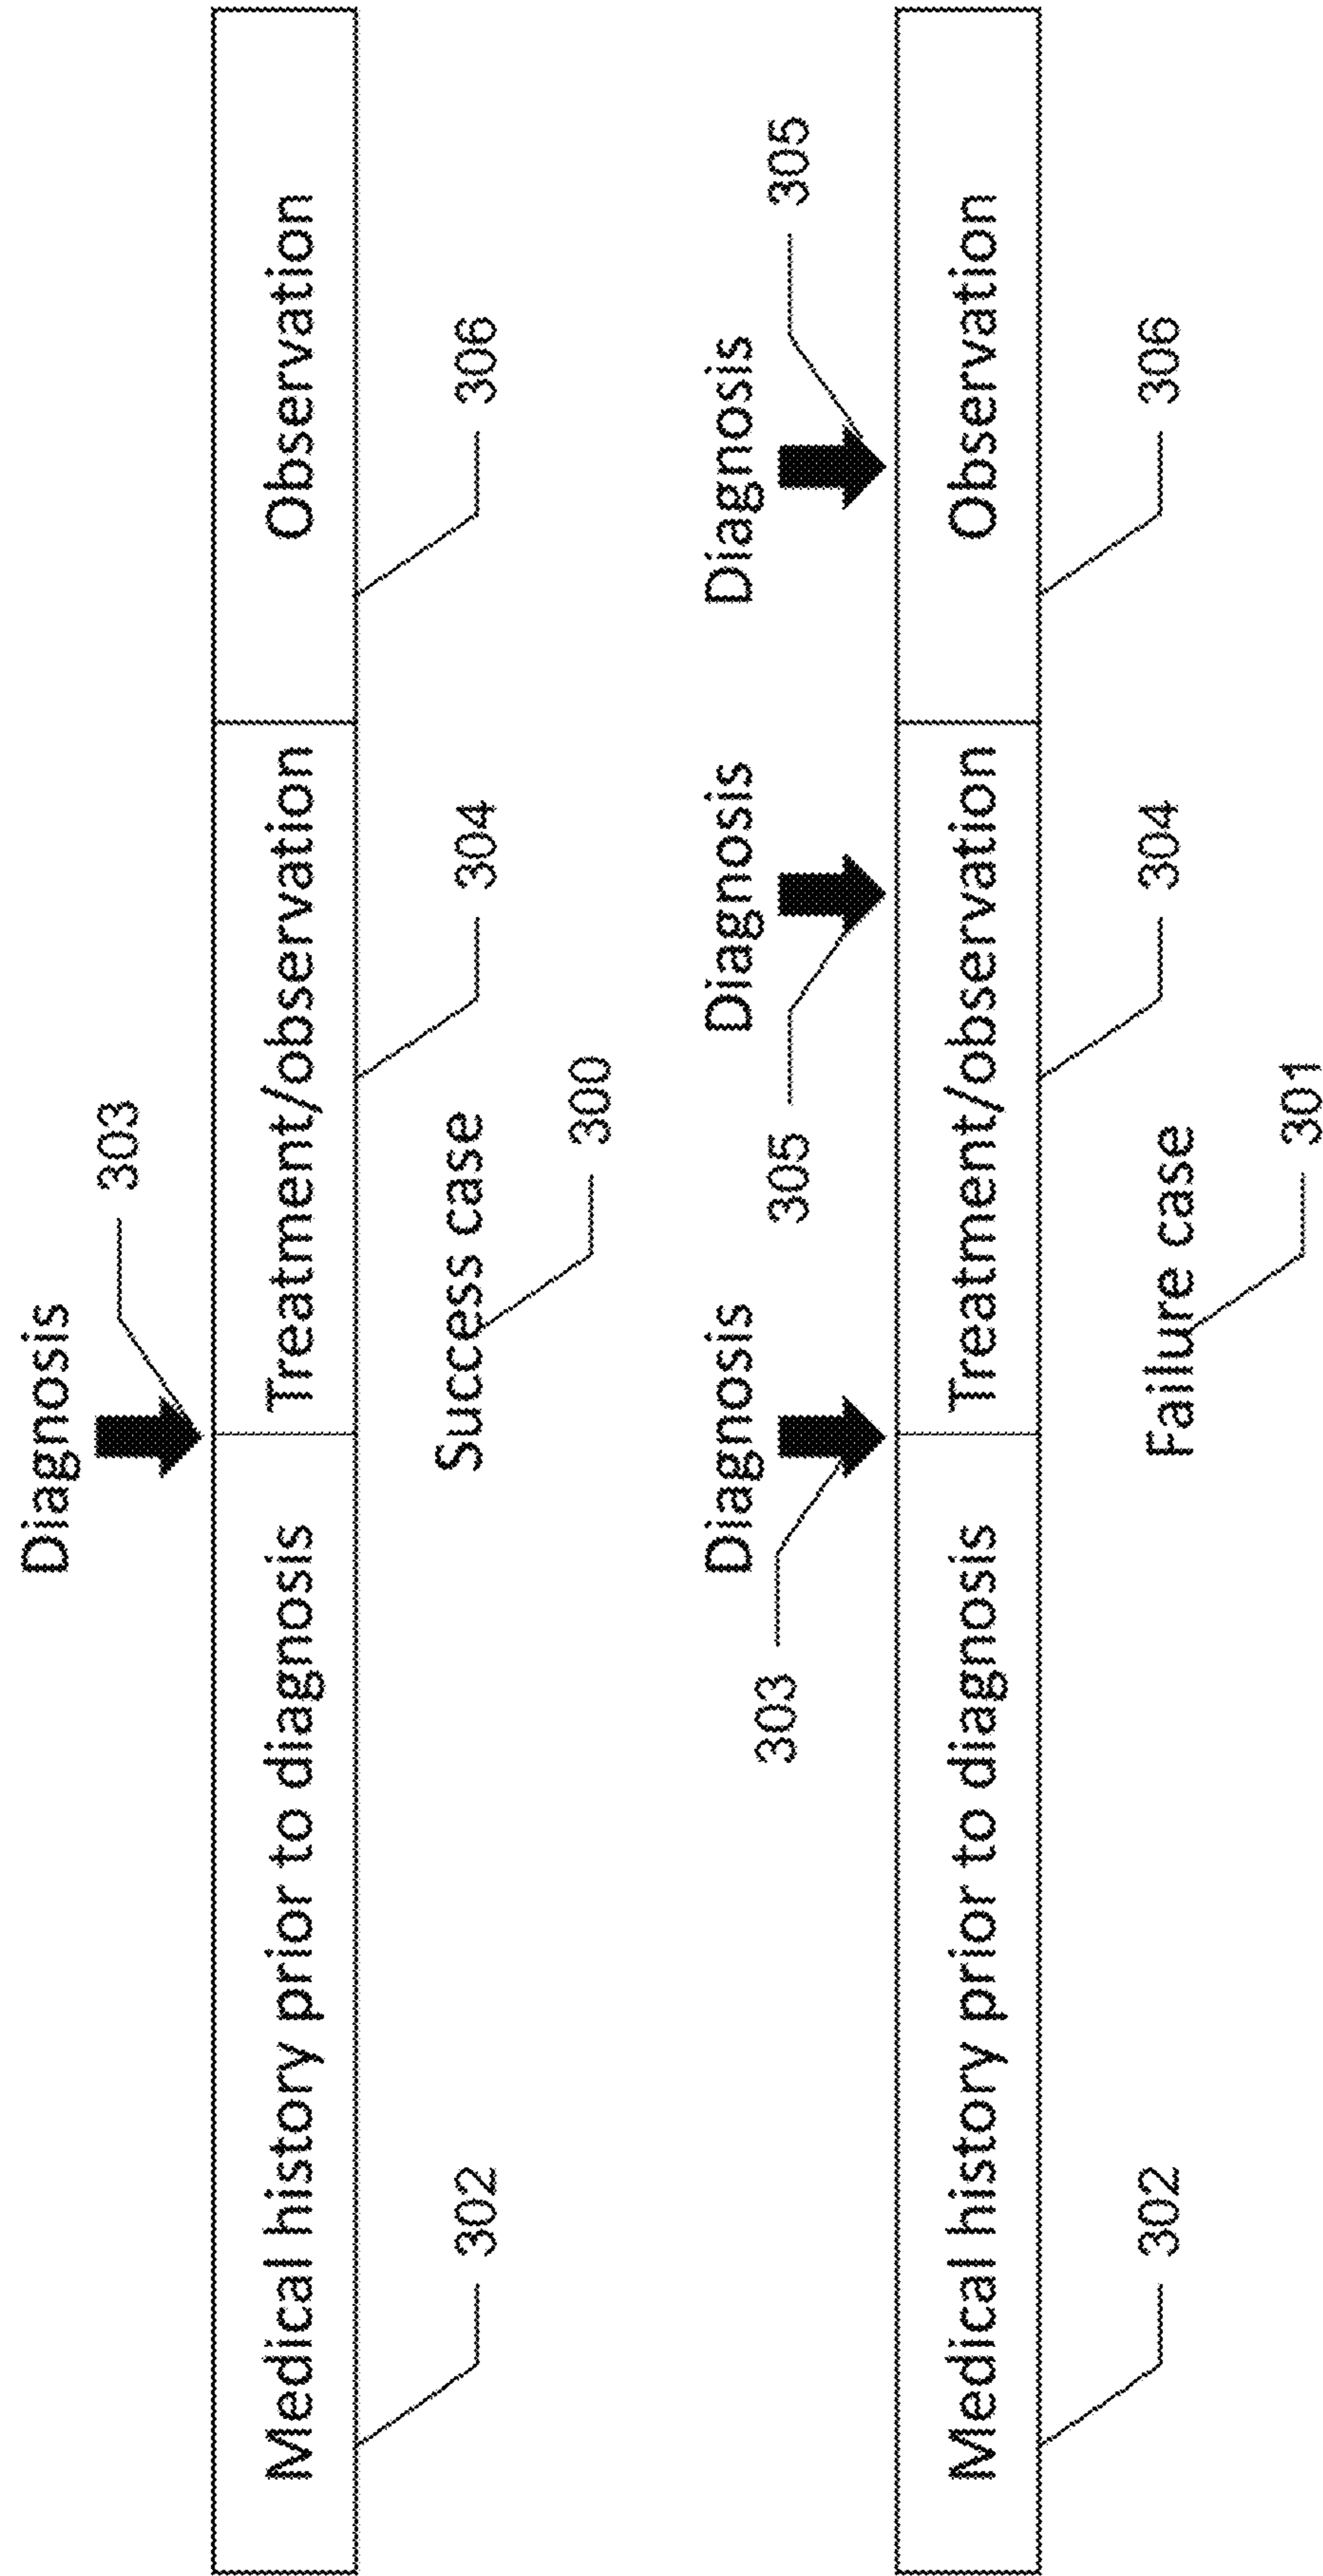 Diagnosis
303
Medical history prior to diagnosis
Treatment/observation
Observation
302
304
306
Success case
300
Diagnosis
Diagnosis
Diagnosis
303
305
305
Medical history prior to diagnosis
Treatment/observation
Observation
302
304
306
Failure case
301